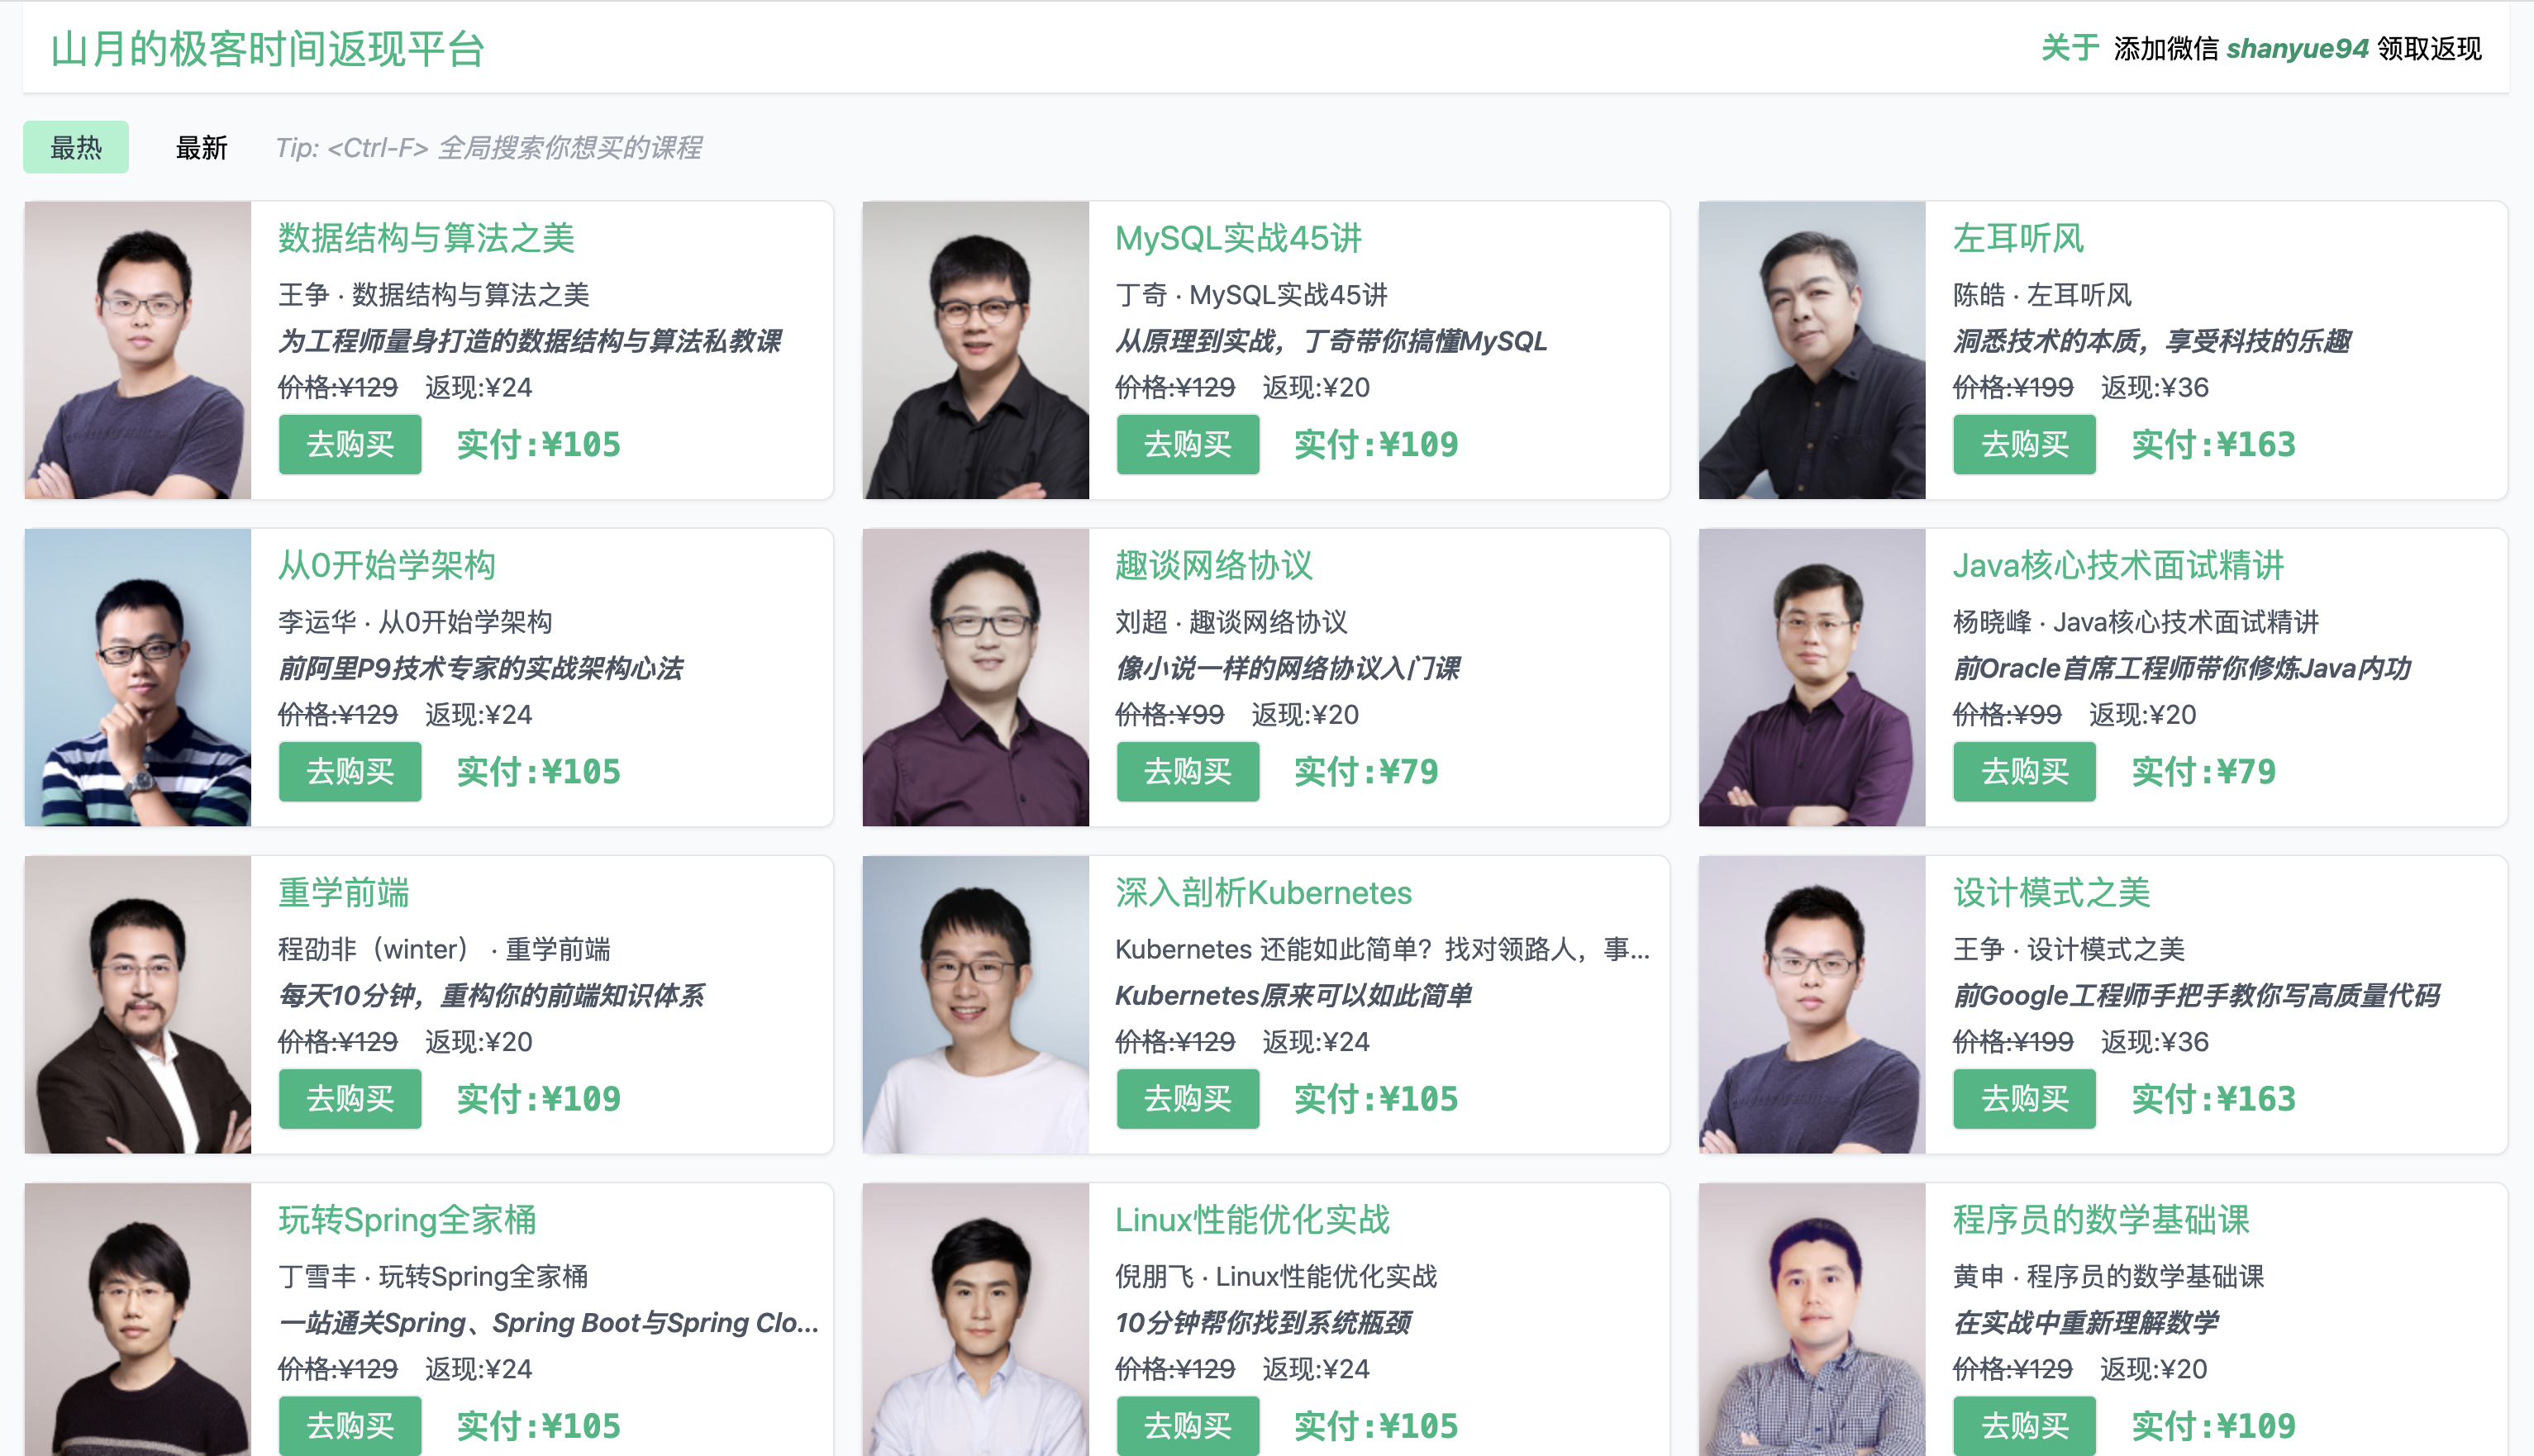 山月的极客时间返现平台
关于 添加微信 shanyue94 领取返现
最热 最新 Tip: <Ctrl-F> 全局搜索你想买的课程
数据结构与算法之美
王争 · 数据结构与算法之美
为工程师量身打造的数据结构与算法私教课
价格:¥129 返现:¥24
去购买 实付:¥105
MySQL实战45讲
丁奇 · MySQL实战45讲
从原理到实战，丁奇带你搞懂MySQL
价格:¥129 返现:¥20
去购买 实付:¥109
左耳听风
陈皓 · 左耳听风
洞悉技术的本质，享受科技的乐趣
价格:¥199 返现:¥36
去购买 实付:¥163
从0开始学架构
李运华 · 从0开始学架构
前阿里P9技术专家的实战架构心法
价格:¥129 返现:¥24
去购买 实付:¥105
趣谈网络协议
刘超 · 趣谈网络协议
像小说一样的网络协议入门课
价格:¥99 返现:¥20
去购买 实付:¥79
Java核心技术面试精讲
杨晓峰 · Java核心技术面试精讲
前Oracle首席工程师带你修炼Java内功
价格:¥99 返现:¥20
去购买 实付:¥79
重学前端
程劭非（winter） · 重学前端
每天10分钟，重构你的前端知识体系
价格:¥129 返现:¥20
去购买 实付:¥109
深入剖析Kubernetes
Kubernetes 还能如此简单？找对领路人，事...
Kubernetes原来可以如此简单
价格:¥129 返现:¥24
去购买 实付:¥105
设计模式之美
王争 · 设计模式之美
前Google工程师手把手教你写高质量代码
价格:¥199 返现:¥36
去购买 实付:¥163
玩转Spring全家桶
丁雪丰 · 玩转Spring全家桶
一站通关Spring、Spring Boot与Spring Clo...
价格:¥129 返现:¥24
去购买 实付:¥105
Linux性能优化实战
倪朋飞 · Linux性能优化实战
10分钟帮你找到系统瓶颈
价格:¥129 返现:¥24
去购买 实付:¥105
程序员的数学基础课
黄申 · 程序员的数学基础课
在实战中重新理解数学
价格:¥129 返现:¥20
去购买 实付:¥109